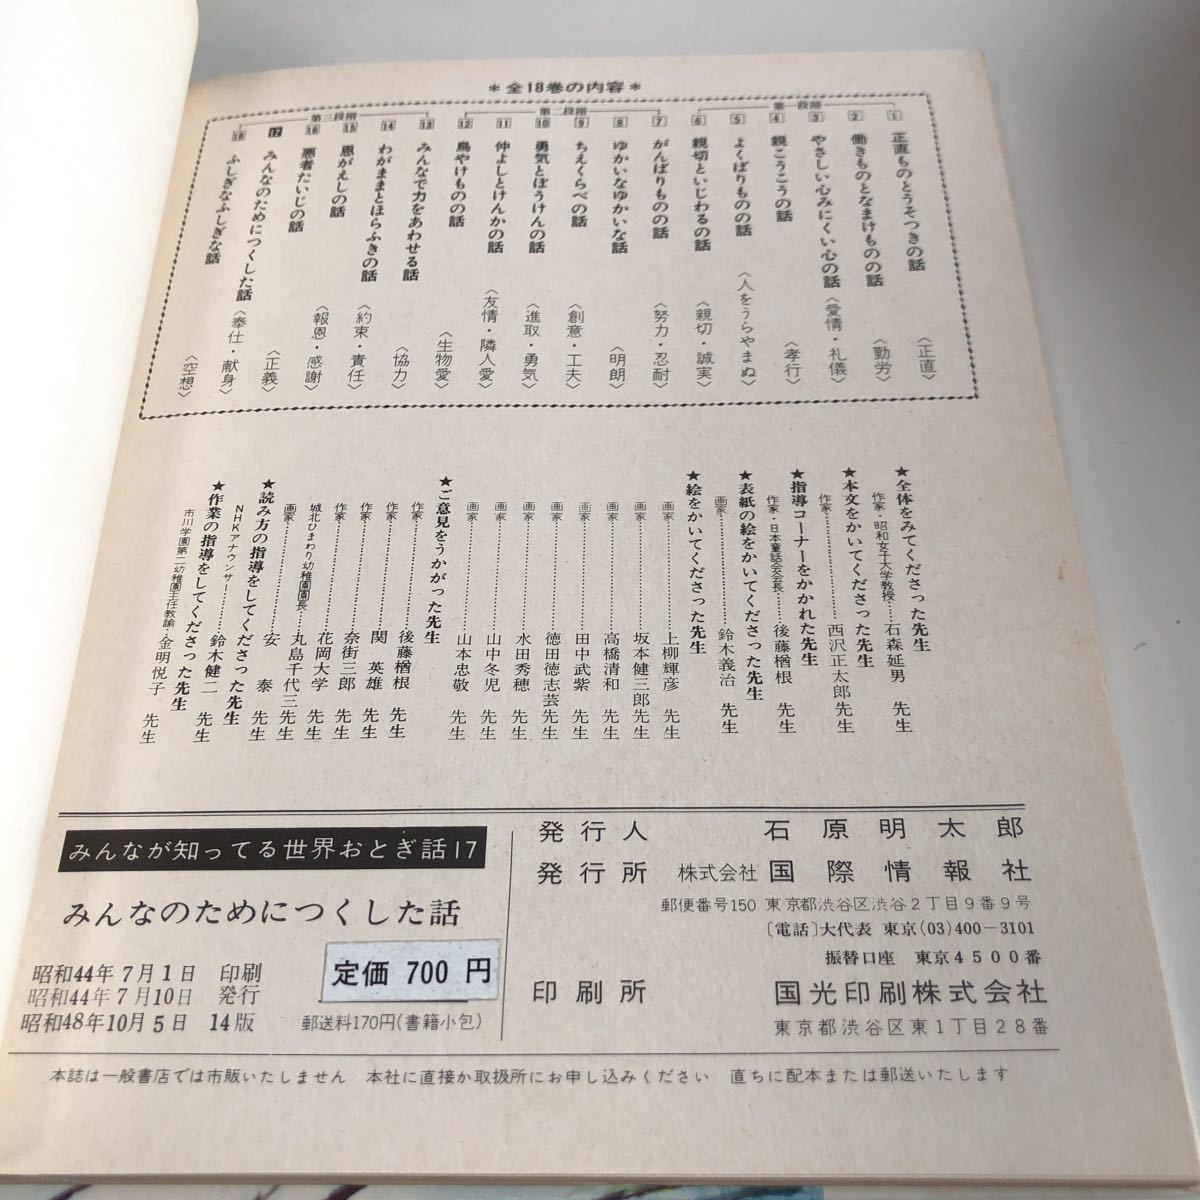 ＊全18巻の内容＊
第一段階
1 正直ものとうそつきの話〈正直〉
2 働きものとなまけものの話〈勤労〉
3 やさしい心みにくい心の話〈愛情・礼儀〉
4 親こうこうの話〈孝行〉
5 よくばりものの話〈人をうらやまぬ〉
6 親切といじわるの話〈親切・誠実〉
第二段階
7 がんばりものの話〈努力・忍耐〉
8 ゆかいなゆかいな話〈明朗〉
9 ちえくらべの話〈創意・工夫〉
10 勇気とぼうけんの話〈進取・勇気〉
11 仲よしとけんかの話〈友情・隣人愛〉
12 鳥やけものの話〈生物愛〉
第三段階
13 みんなで力をあわせる話〈協力〉
14 わがままとほらふきの話〈約束・責任〉
15 恩がえしの話〈報恩・感謝〉
16 悪者たいじの話〈正義〉
17 みんなのためにつくした話〈奉仕・献身〉
18 ふしぎなふしぎな話〈空想〉
★全体をみてくださった先生
作家・昭和女子大学教授……石森延男 先生
★本文をかいてくださった先生
作家……………西沢正太郎先生
★指導コーナーをかかれた先生
作家・日本童話会会長……後藤楢根 先生
★表紙の絵をかいてくださった先生
画家……………鈴木義治 先生
★絵をかいてくださった先生
画家……………上柳輝彦 先生
画家……………坂本健三郎先生
画家……………高橋清和 先生
画家……………田中武紫 先生
画家……………徳田徳志芸先生
画家……………水田秀穂 先生
画家……………山中冬児 先生
画家……………山本忠敬 先生
★ご意見をうかがった先生
作家……………後藤楢根 先生
作家……………関 英雄 先生
作家……………奈街三郎 先生
作家……………花岡大学 先生
城北ひまわり幼稚園園長……丸島千代三先生
画家……………安 泰 先生
★読み方の指導をしてくださった先生
NHKアナウンサー……鈴木健二 先生
★作業の指導をしてくださった先生
市川学園第二幼稚園主任教諭・金明悦子 先生
みんなが知ってる世界おとぎ話17
みんなのためにつくした話
定価 700 円
昭和44年7月1日 印刷
昭和44年7月10日 発行
昭和48年10月5日 14版
郵送料170円(書籍小包)
発行人 石原明太郎
発行所 株式会社 国際情報社
郵便番号150 東京都渋谷区渋谷2丁目9番9号
〔電話〕大代表 東京(03)400－3101
振替口座 東京4500番
印刷所 国光印刷株式会社
東京都渋谷区東1丁目28番
本誌は一般書店では市販いたしません 本社に直接か取扱所にお申し込みください 直ちに配本または郵送いたします